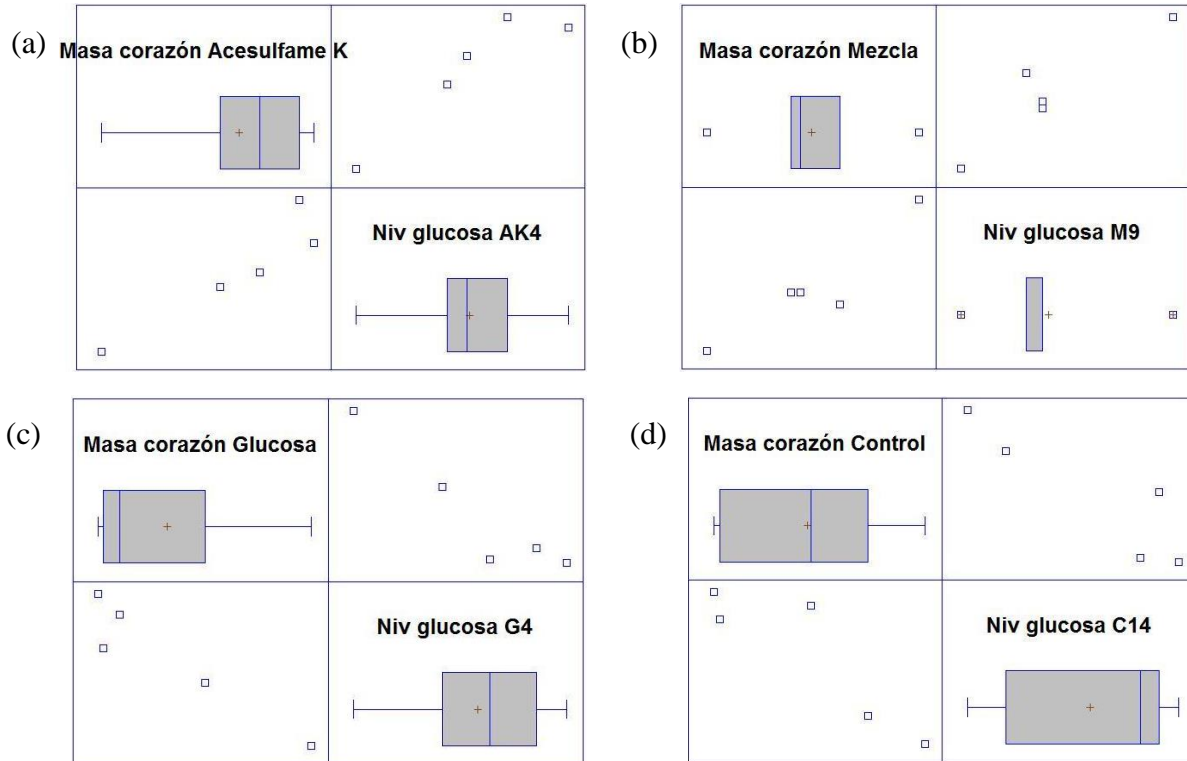 (a)
Masa corazón Acesulfame K
Niv glucosa AK4
(b)
Masa corazón Mezcla
Niv glucosa M9
(c)
Masa corazón Glucosa
Niv glucosa G4
(d)
Masa corazón Control
Niv glucosa C14